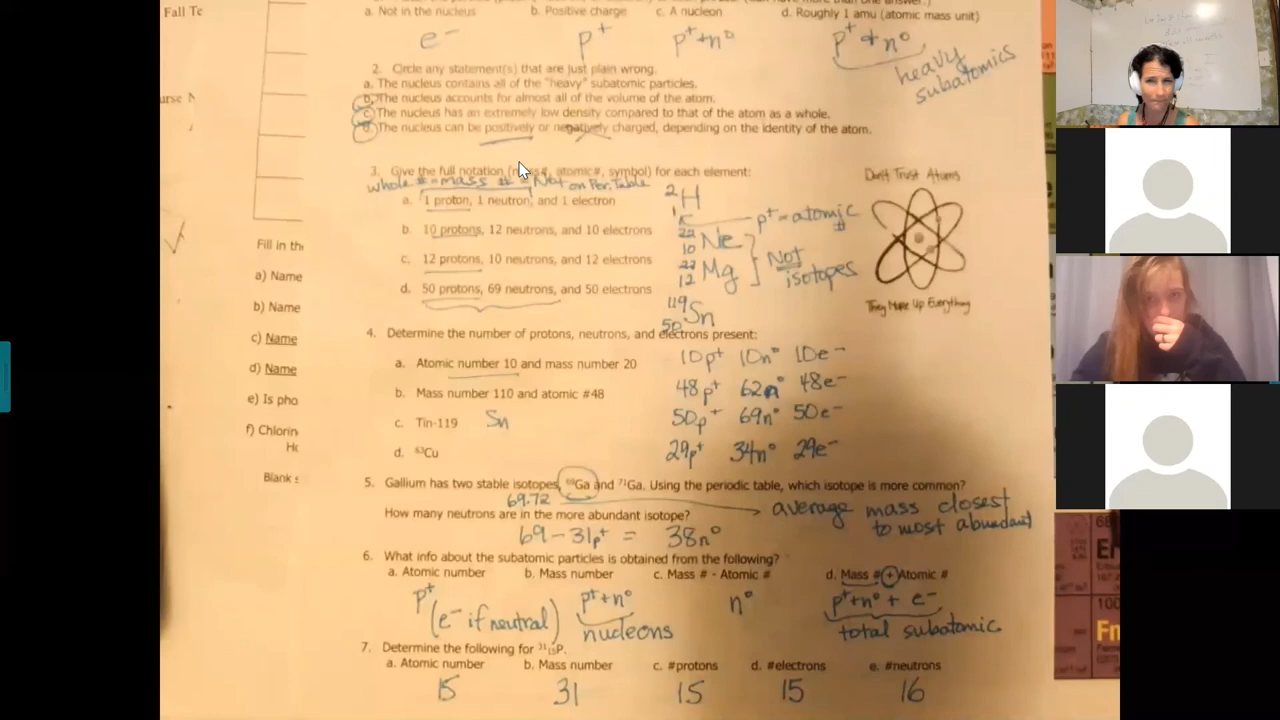 Fall Te
a. Not in the nucleus b. Positive charge c. A nucleon d. Roughly 1 amu (atomic mass unit)
e⁻ p⁺ p⁺+n⁰ p⁺+n⁰
heavy
subatomics
2. Circle any statement(s) that are just plain wrong.
a. The nucleus contains all of the "heavy" subatomic particles.
b. The nucleus accounts for almost all of the volume of the atom.
c. The nucleus has an extremely low density compared to that of the atom as a whole.
d. The nucleus can be positively or negatively charged, depending on the identity of the atom.
3. Give the full notation (mass#, atomic#, symbol) for each element:
whole # = mass # = Not on Per. Table
a. 1 proton, 1 neutron, and 1 electron ²₁H
p⁺=atomic #
b. 10 protons, 12 neutrons, and 10 electrons ²²₁₀Ne
c. 12 protons, 10 neutrons, and 12 electrons ²²₁₂Mg
Not
isotopes
d. 50 protons, 69 neutrons, and 50 electrons ¹¹⁹₅₀Sn
Don't Trust Atoms
They Make Up Everything
4. Determine the number of protons, neutrons, and electrons present:
a. Atomic number 10 and mass number 20 10p⁺ 10n⁰ 10e⁻
b. Mass number 110 and atomic #48 48p⁺ 62n⁰ 48e⁻
c. Tin-119 Sn 50p⁺ 69n⁰ 50e⁻
d. ⁶³Cu 29p⁺ 34n⁰ 29e⁻
5. Gallium has two stable isotopes, ⁶⁹Ga and ⁷¹Ga. Using the periodic table, which isotope is more common?
69.72
average mass closest
to most abundant
How many neutrons are in the more abundant isotope?
69 - 31p⁺ = 38n⁰
6. What info about the subatomic particles is obtained from the following?
a. Atomic number b. Mass number c. Mass # - Atomic # d. Mass # + Atomic #
p⁺ p⁺+n⁰ n⁰ p⁺+n⁰ + e⁻
(e⁻ if neutral) nucleons total subatomic
7. Determine the following for ³¹₁₅P.
a. Atomic number b. Mass number c. #protons d. #electrons e. #neutrons
15 31 15 15 16
Fill in the
a) Name
b) Name
c) Name
d) Name
e) Is pho
f) Chlorin
Blank
100
Fm